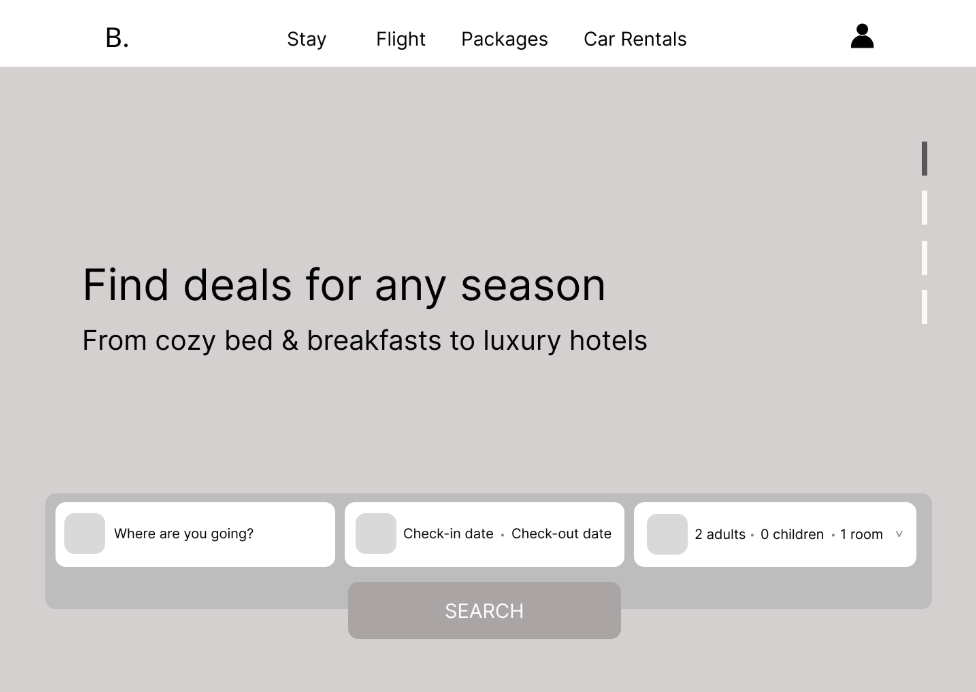 B. Stay Flight Packages Car Rentals
Find deals for any season
From cozy bed & breakfasts to luxury hotels
Where are you going? Check-in date • Check-out date 2 adults • 0 children • 1 room
SEARCH